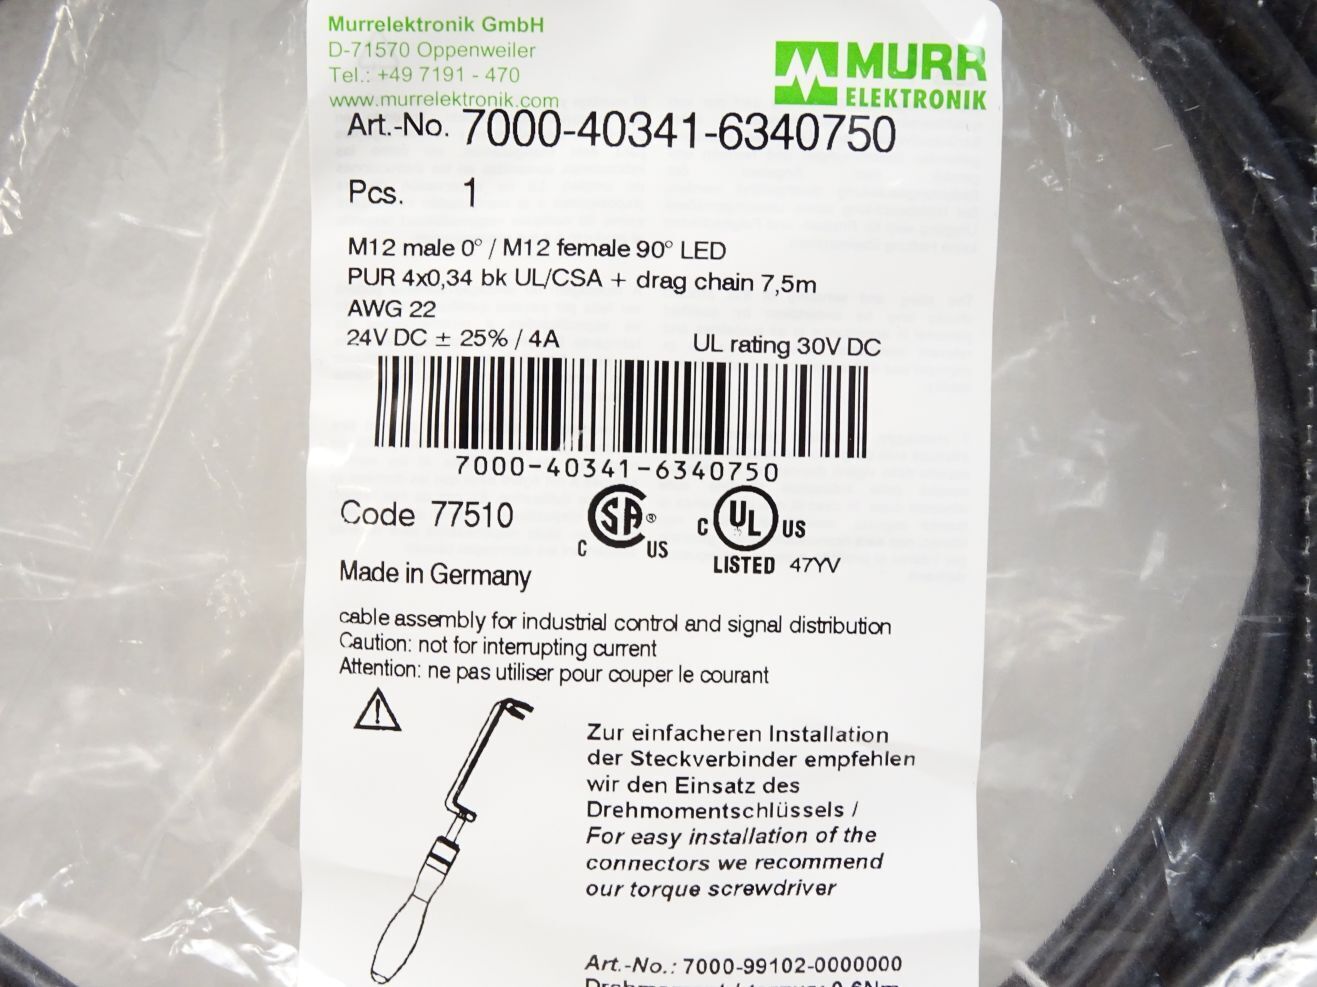 Murrelektronik GmbH
D-71570 Oppenweiler
Tel.: +49 7191 - 470
www.murrelektronik.com
MURR
ELEKTRONIK
Art.-No. 7000-40341-6340750
Pcs. 1
M12 male 0° / M12 female 90° LED
PUR 4x0,34 bk UL/CSA + drag chain 7,5m
AWG 22
24V DC ± 25% / 4A UL rating 30V DC
7000-40341-6340750
Code 77510
C SA® US
C UL US
LISTED 47YV
Made in Germany
cable assembly for industrial control and signal distribution
Caution: not for interrupting current
Attention: ne pas utiliser pour couper le courant
Zur einfacheren Installation
der Steckverbinder empfehlen
wir den Einsatz des
Drehmomentschlüssels /
For easy installation of the
connectors we recommend
our torque screwdriver
Art.-No.: 7000-99102-0000000